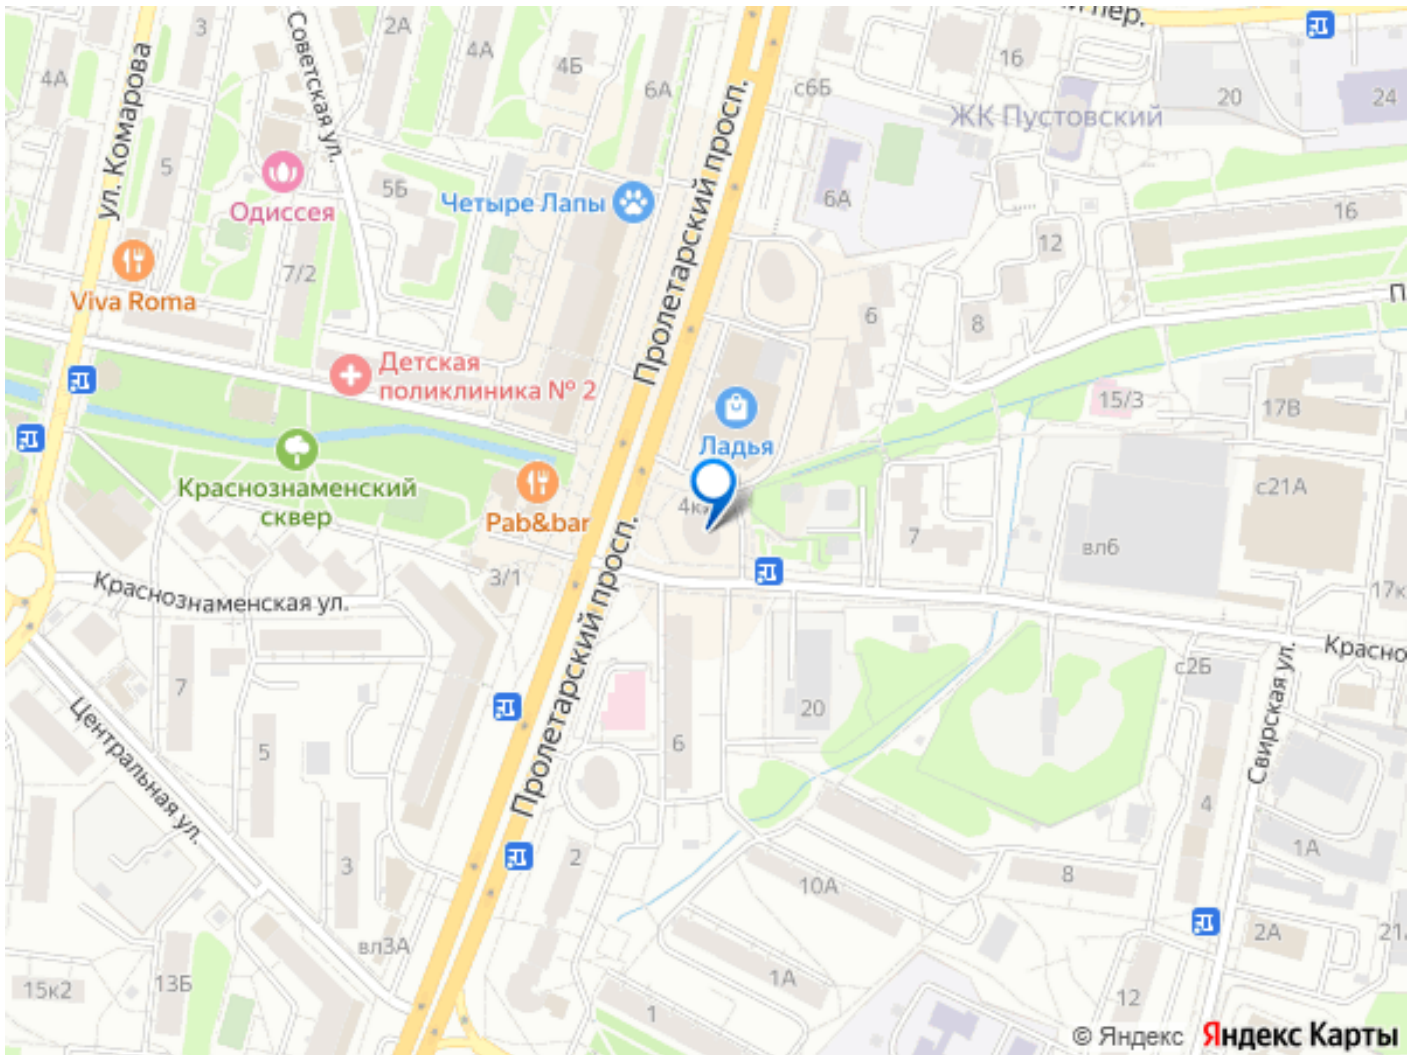 ул. Комарова
Советская ул.
3
2А
4А
4Б
6А
4А
5
5Б
7/2
Одиссея
Viva Roma
Четыре Лапы
Детская
поликлиника № 2
Краснознаменский
сквер
Pab&bar
Пролетарский просп.
пер.
с6Б
16
ЖК Пустовский
20
24
6А
12
16
6
8
П
15/3
17В
Ладья
с21А
7
вл6
17к
3/1
Краснознаменская ул.
7
5
3
Центральная ул.
Пролетарский просп.
6
20
с2Б
Красно
Свирская ул.
4
1А
2
10А
8
вл3А
2А
21
15к2
13Б
1А
12
1
© Яндекс Яндекс Карты